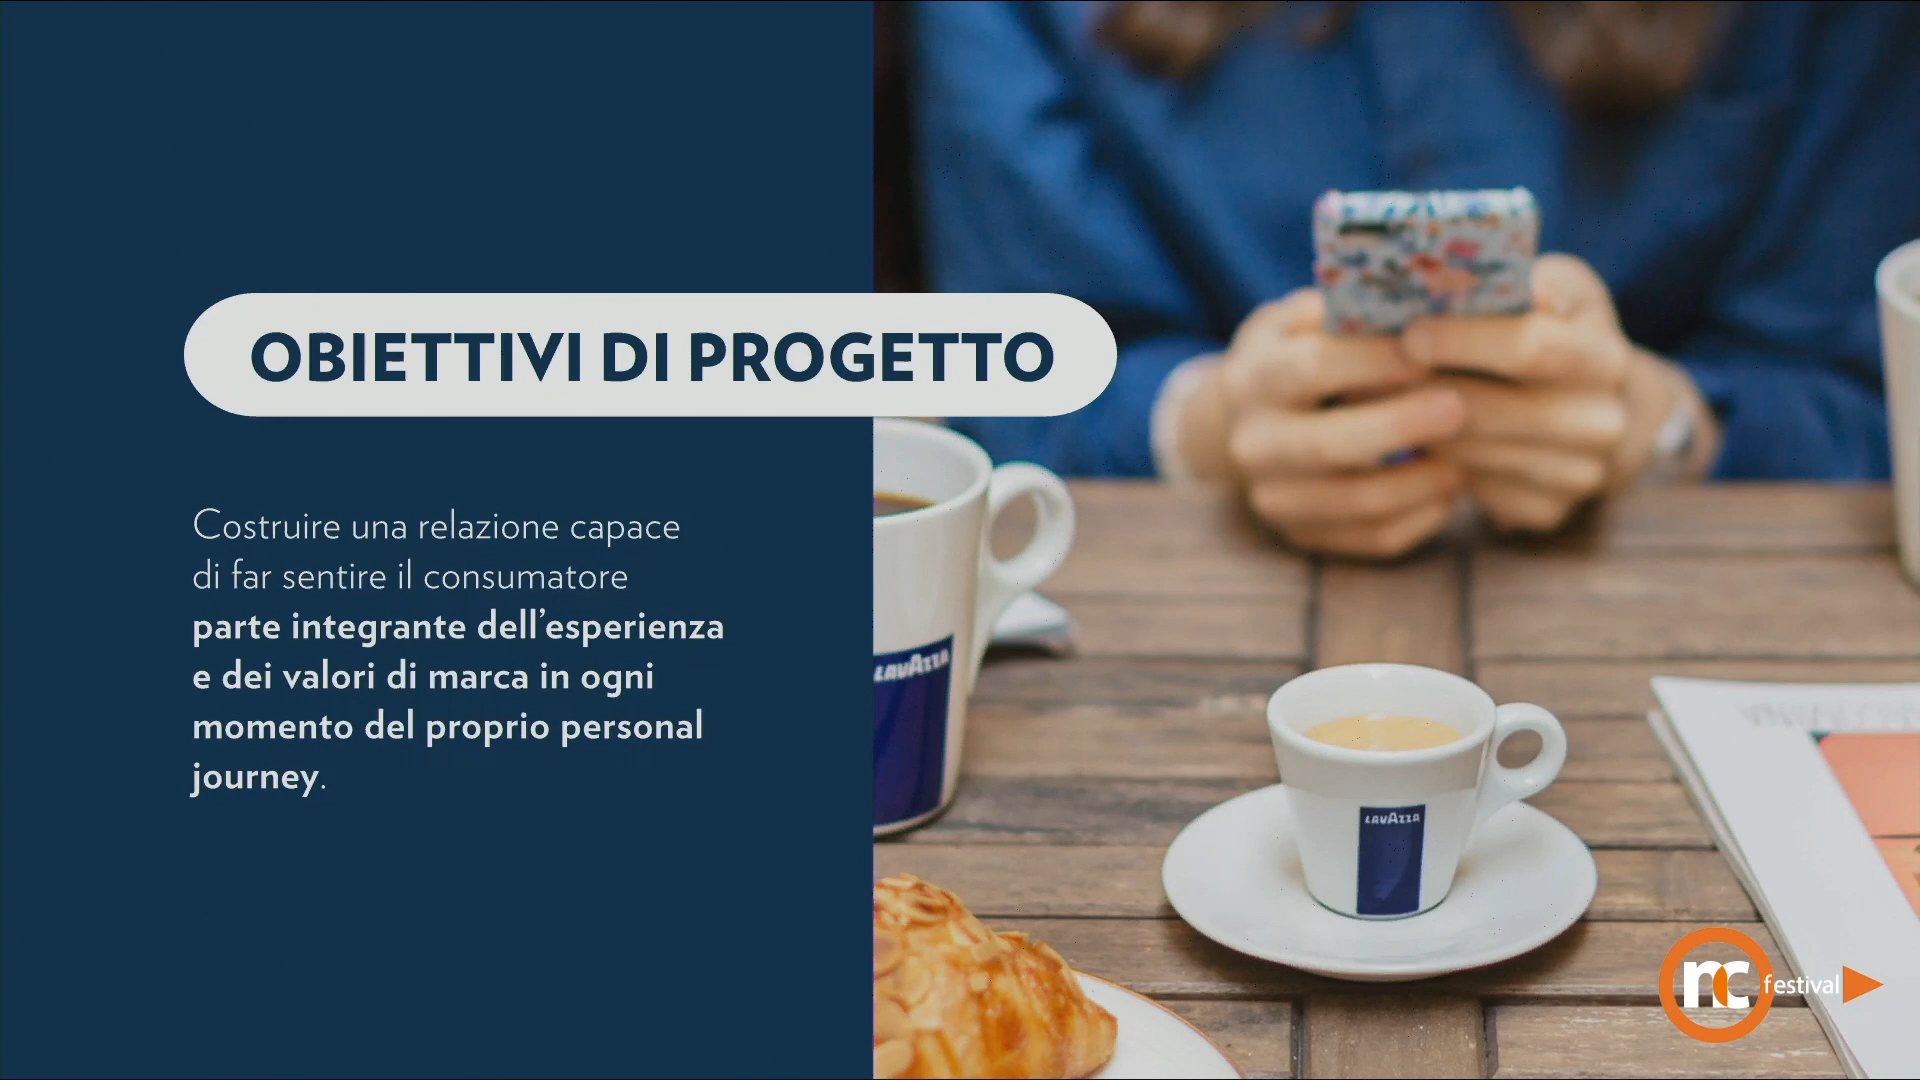 OBIETTIVI DI PROGETTO
Costruire una relazione capace
di far sentire il consumatore
parte integrante dell’esperienza
e dei valori di marca in ogni
momento del proprio personal
journey.
LAVAZZA
LAVAZZA
nc festival